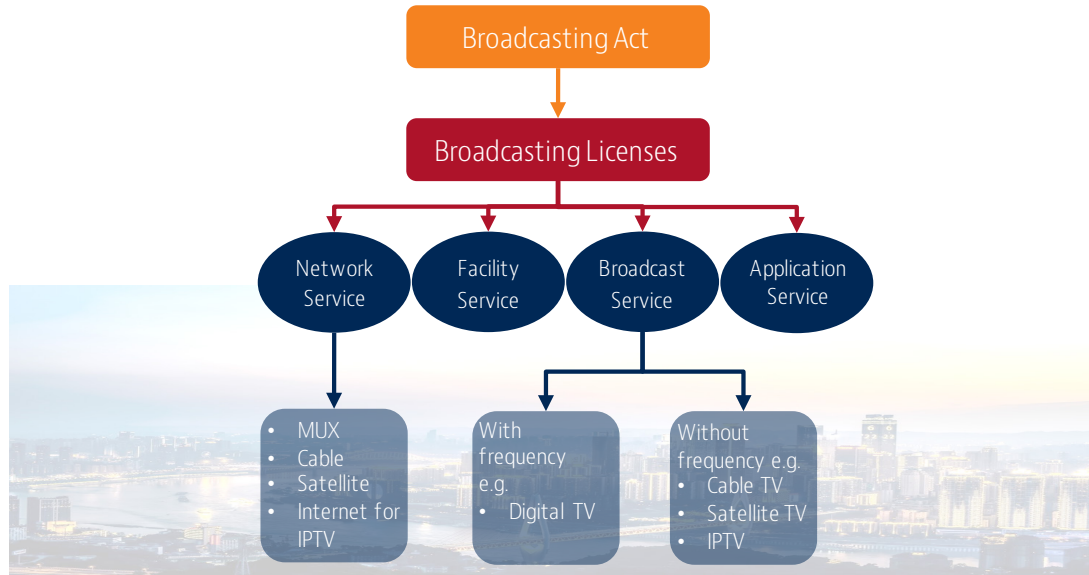 Broadcasting Act
Broadcasting Licenses
Network
Service
Facility
Service
Broadcast
Service
Application
Service
• MUX
• Cable
• Satellite
• Internet for
IPTV
With
frequency
e.g.
• Digital TV
Without
frequency e.g.
• Cable TV
• Satellite TV
• IPTV